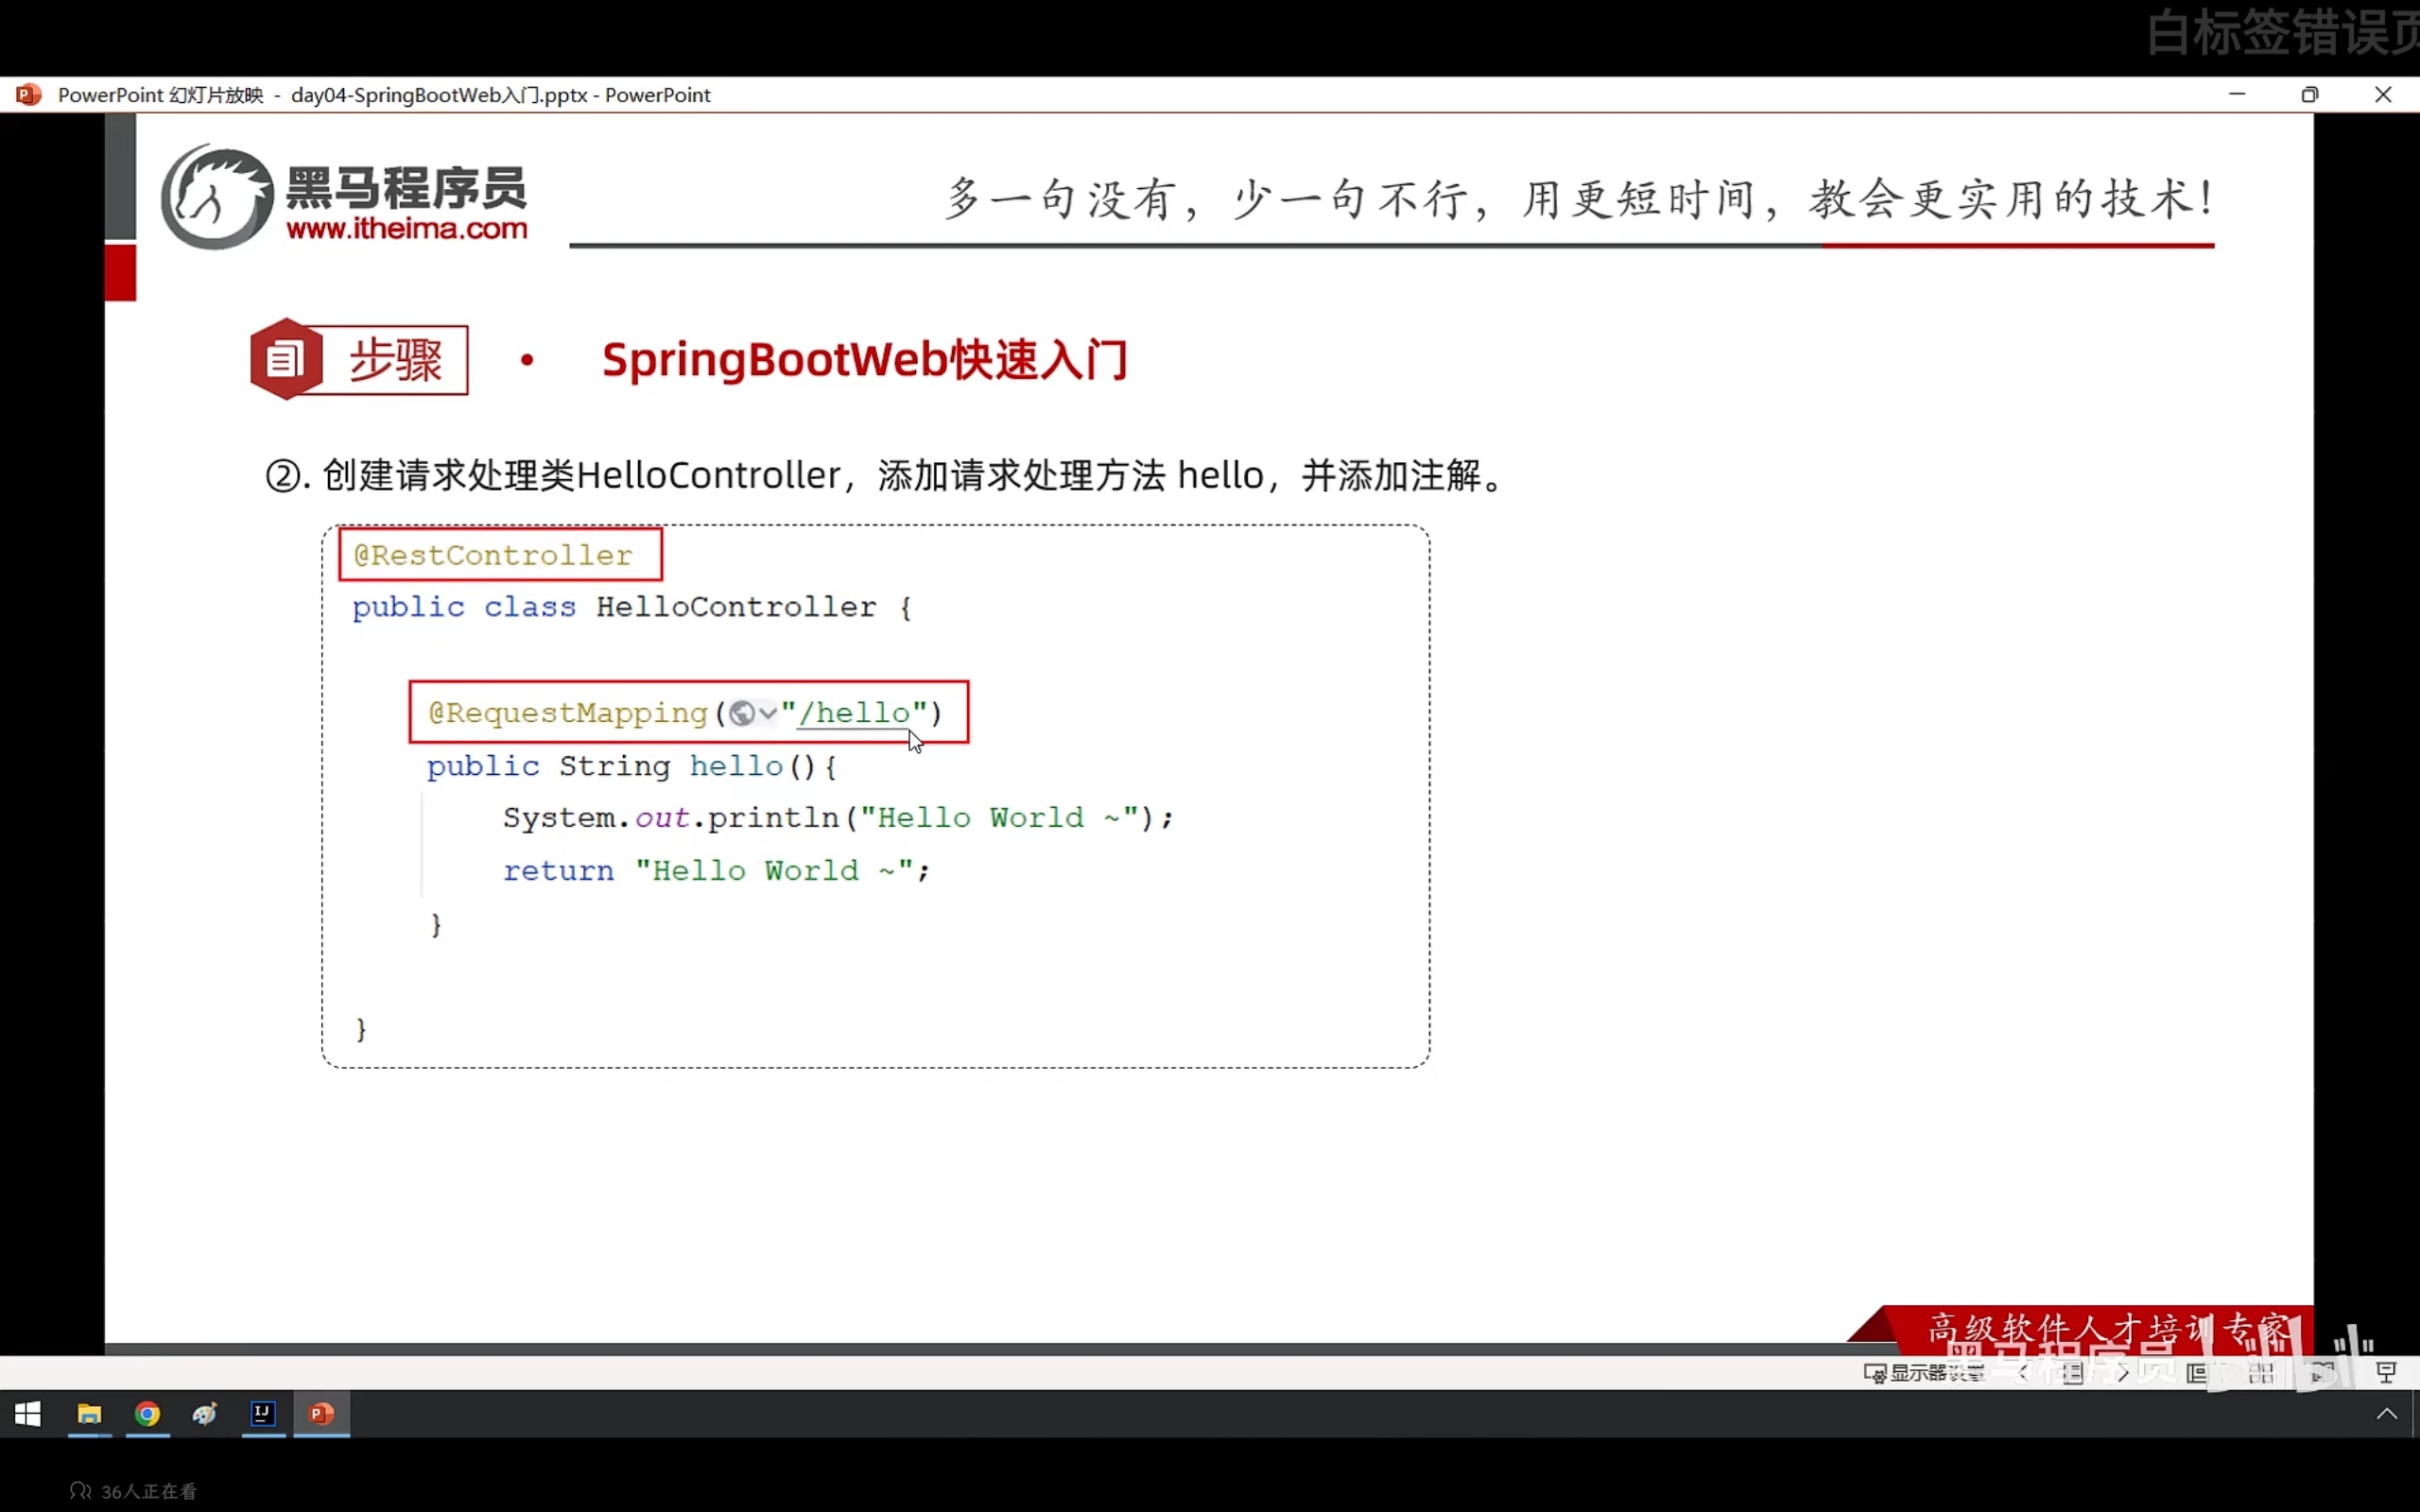 白标签错误页
PowerPoint 幻灯片放映 - day04-SpringBootWeb入门.pptx - PowerPoint
黑马程序员
www.itheima.com
多一句没有，少一句不行，用更短时间，教会更实用的技术！
步骤
• SpringBootWeb快速入门
②. 创建请求处理类HelloController，添加请求处理方法 hello，并添加注解。
@RestController
public class HelloController {
@RequestMapping("/hello")
public String hello(){
System.out.println("Hello World ~");
return "Hello World ~";
}
}
高级软件人才培训专家
黑马程序员
显示器设置
36人正在看